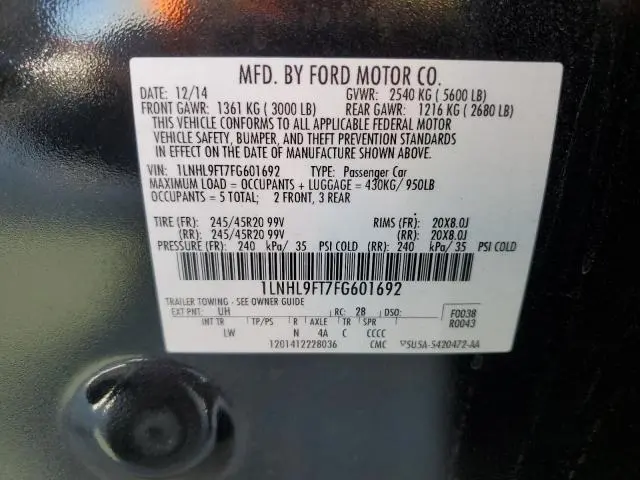 MFD. BY FORD MOTOR CO.
DATE: 12/14 GVWR: 2540 KG ( 5600 LB)
FRONT GAWR: 1361 KG ( 3000 LB) REAR GAWR: 1216 KG ( 2680 LB)
THIS VEHICLE CONFORMS TO ALL APPLICABLE FEDERAL MOTOR
VEHICLE SAFETY, BUMPER, AND THEFT PREVENTION STANDARDS
IN EFFECT ON THE DATE OF MANUFACTURE SHOWN ABOVE.
VIN: 1LNHL9FT7FG601692 TYPE: Passenger Car
MAXIMUM LOAD = OCCUPANTS + LUGGAGE = 430KG/ 950LB
OCCUPANTS = 5 TOTAL; 2 FRONT, 3 REAR
TIRE (FR): 245/45R20 99V RIMS (FR): 20X8.0J
(RR): 245/45R20 99V (RR): 20X8.0J
PRESSURE (FR): 240 kPa/ 35 PSI COLD (RR): 240 kPa/ 35 PSI COLD
1LNHL9FT7FG601692
TRAILER TOWING - SEE OWNER GUIDE
EXT PNT: UH RC: 28 DSO: F0038
R0043
INT TR TP/PS R AXLE TR SPR
LW N 4A C CCCC
1201412228036 CMC 5U5A-5420472-AA